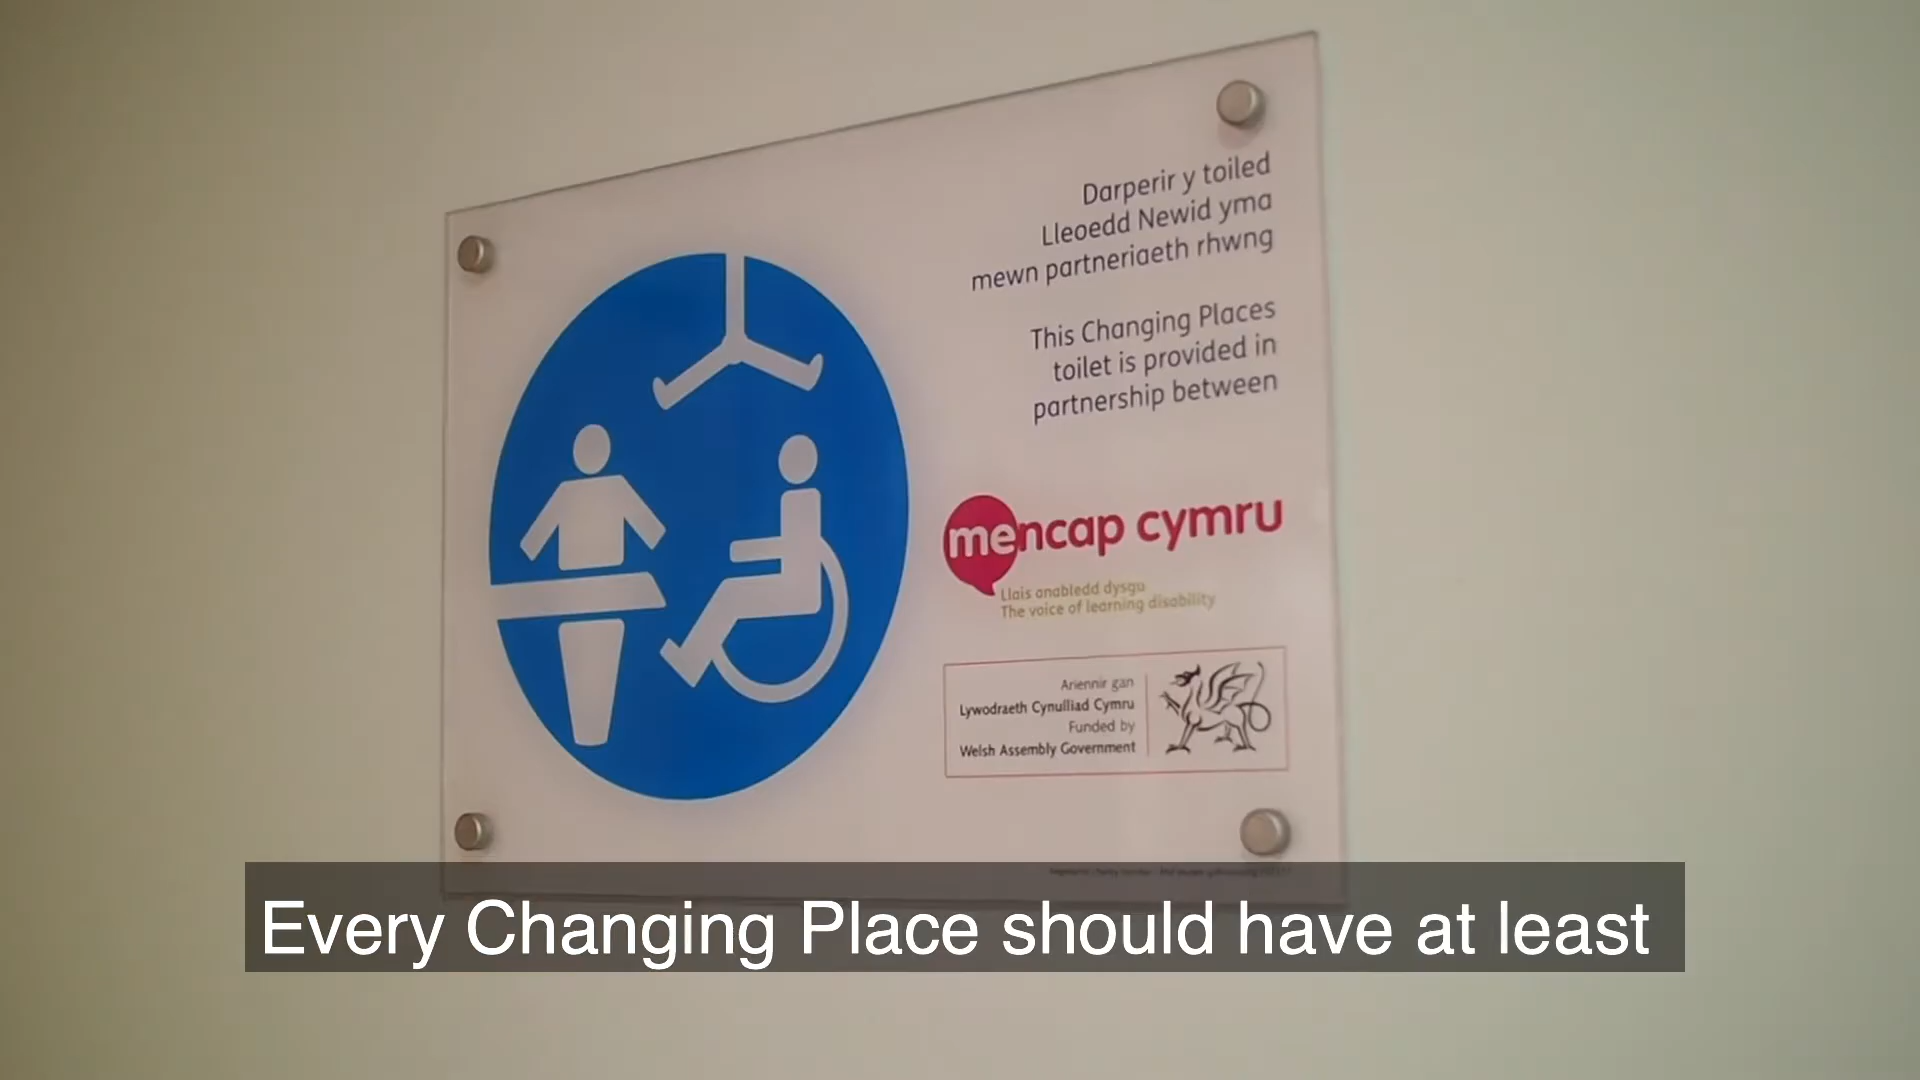 Darperir y toiled
Lleoedd Newid yma
mewn partneriaeth rhwng
This Changing Places
toilet is provided in
partnership between
mencap cymru
Llais anabledd dysgu
The voice of learning disability
Ariennir gan
Lywodraeth Cynulliad Cymru
Funded by
Welsh Assembly Government
Every Changing Place should have at least